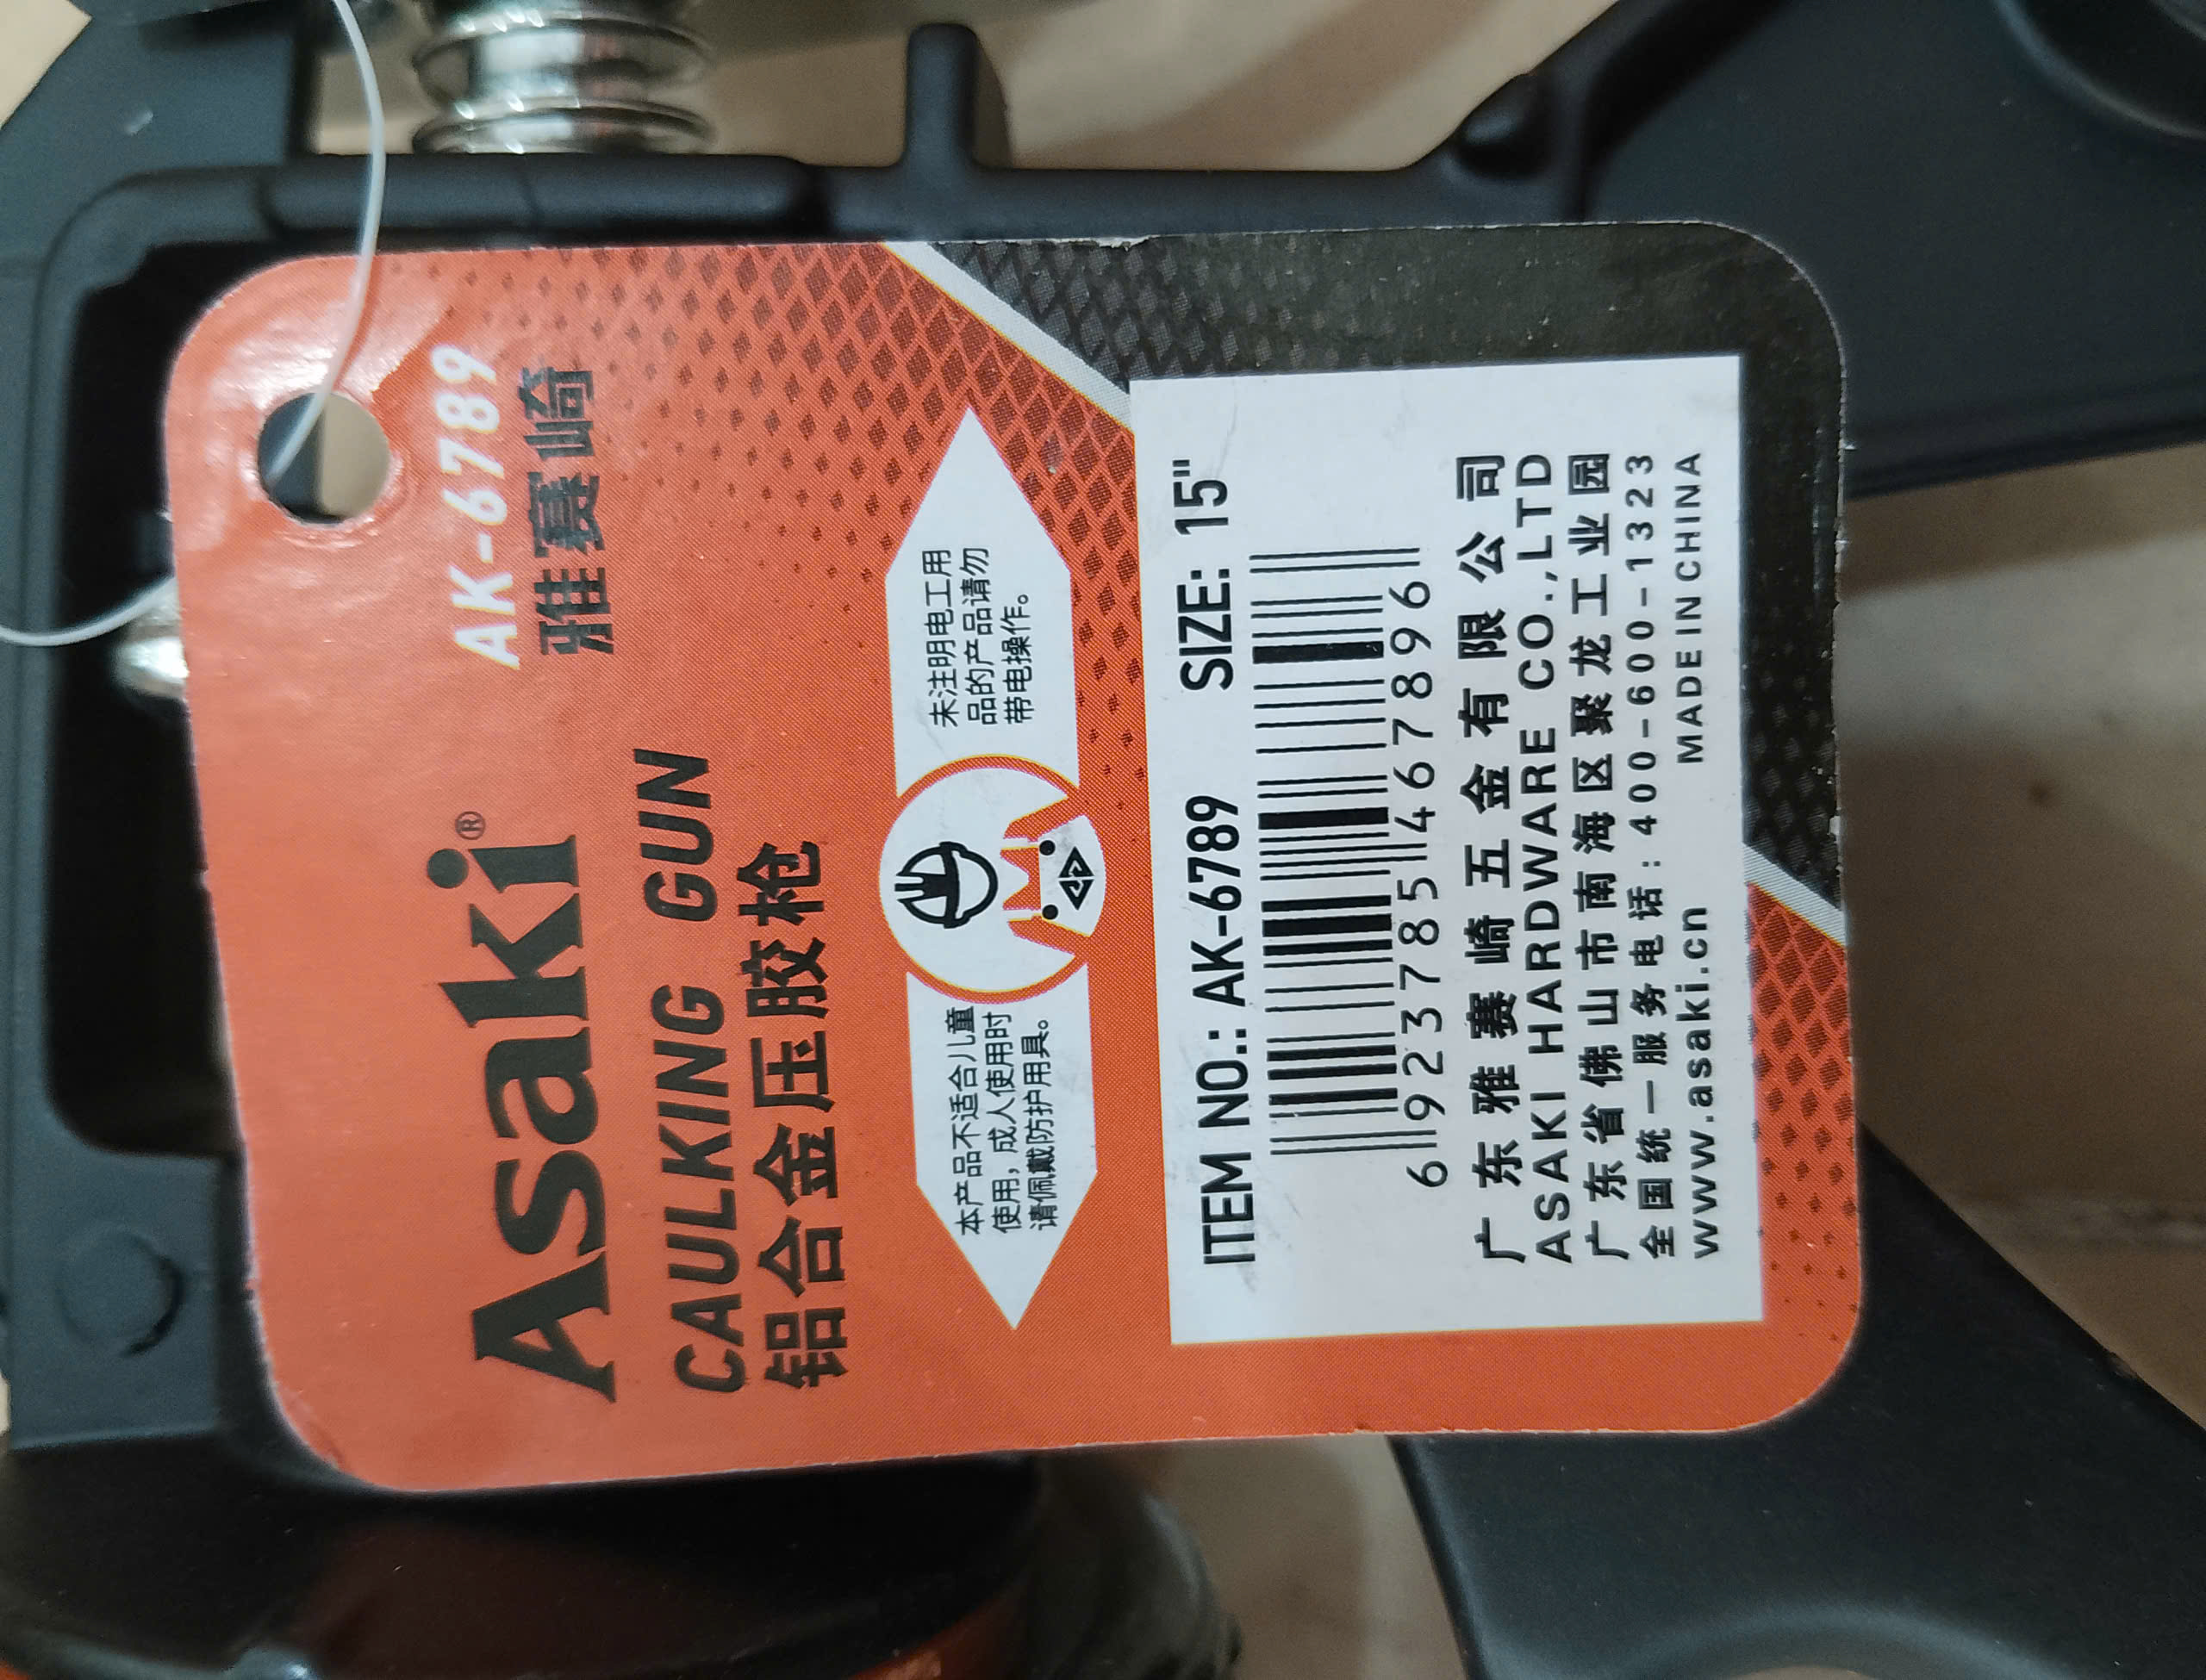 AK-6789
Asaki® 雅赛崎
CAULKING GUN
铝合金压胶枪
本产品不适合儿童
使用，成人使用时
请佩戴防护用具。
未注明电工用
品的产品请勿
带电操作。
ITEM NO.: AK-6789 SIZE: 15"
6923785467896
广东雅赛崎五金有限公司
ASAKI HARDWARE CO.,LTD
广东省佛山市南海区聚龙工业园
全国统一服务电话：400-600-1323
www.asaki.cn MADE IN CHINA